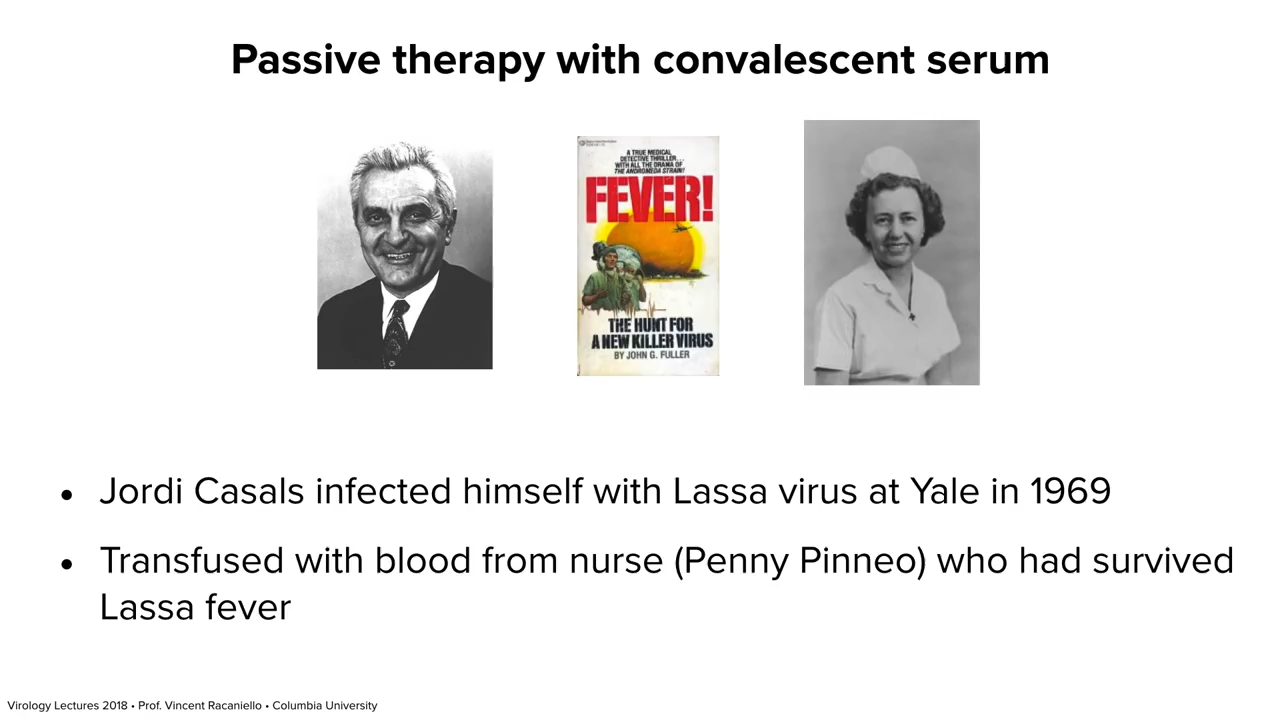 Passive therapy with convalescent serum
A TRUE MEDICAL
DETECTIVE THRILLER...
WITH ALL THE DRAMA OF
THE ANDROMEDA STRAIN!
FEVER!
THE HUNT FOR
A NEW KILLER VIRUS
BY JOHN G. FULLER
• Jordi Casals infected himself with Lassa virus at Yale in 1969
• Transfused with blood from nurse (Penny Pinneo) who had survived
Lassa fever
Virology Lectures 2018 • Prof. Vincent Racaniello • Columbia University